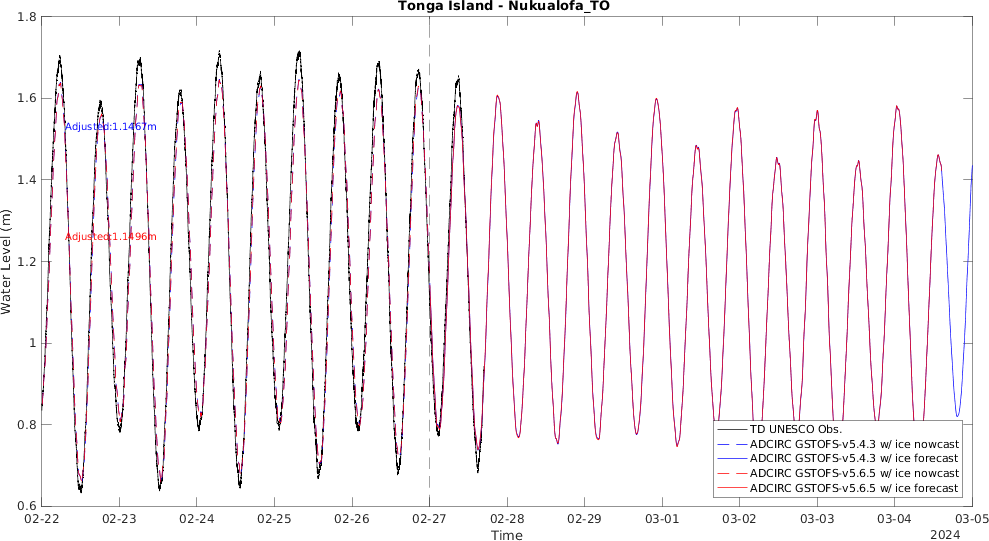 Tonga Island - Nukualofa_TO
1.8
1.6
1.4
1.2
1
0.8
0.6
Water Level (m)
Adjusted:1.1467m
Adjusted:1.1496m
TD UNESCO Obs.
ADCIRC GSTOFS-v5.4.3 w/ ice nowcast
ADCIRC GSTOFS-v5.4.3 w/ ice forecast
ADCIRC GSTOFS-v5.6.5 w/ ice nowcast
ADCIRC GSTOFS-v5.6.5 w/ ice forecast
02-22 02-23 02-24 02-25 02-26 02-27 02-28 02-29 03-01 03-02 03-03 03-04 03-05
Time
2024